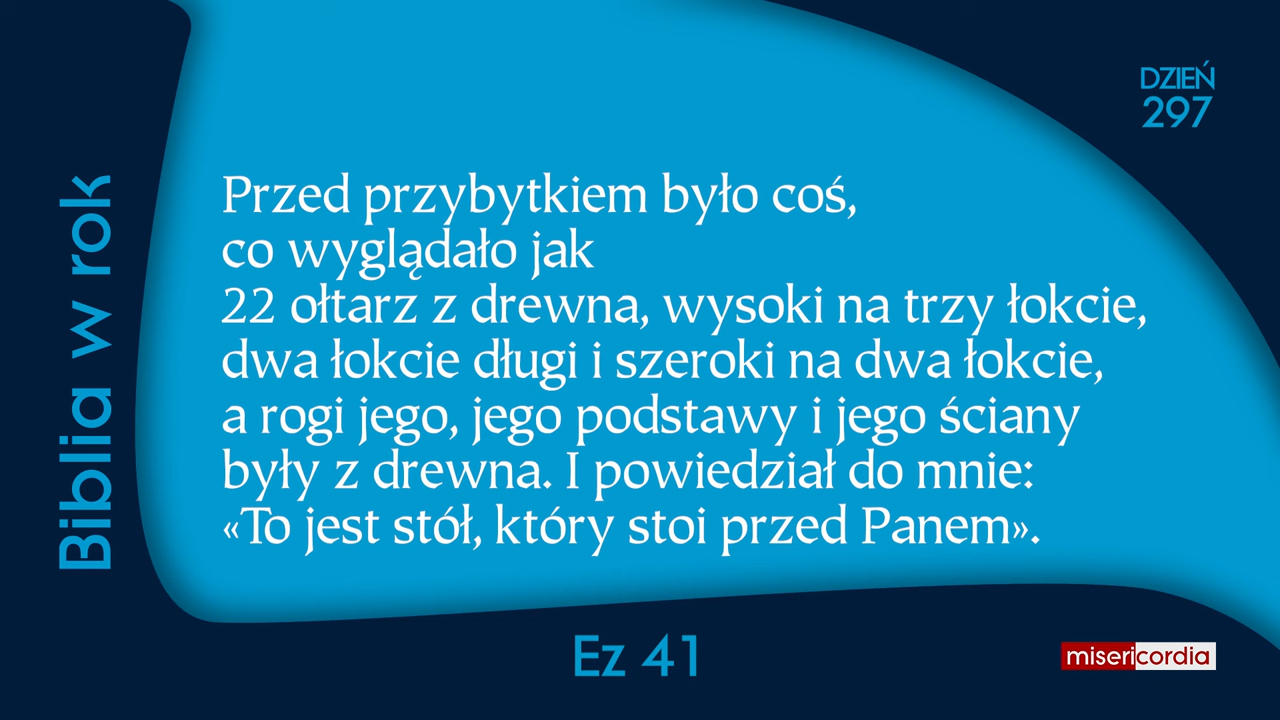 DZIEŃ
297
Biblia w rok
Przed przybytkiem było coś,
co wyglądało jak
22 ołtarz z drewna, wysoki na trzy łokcie,
dwa łokcie długi i szeroki na dwa łokcie,
a rogi jego, jego podstawy i jego ściany
były z drewna. I powiedział do mnie:
«To jest stół, który stoi przed Panem».
Ez 41
misericordia